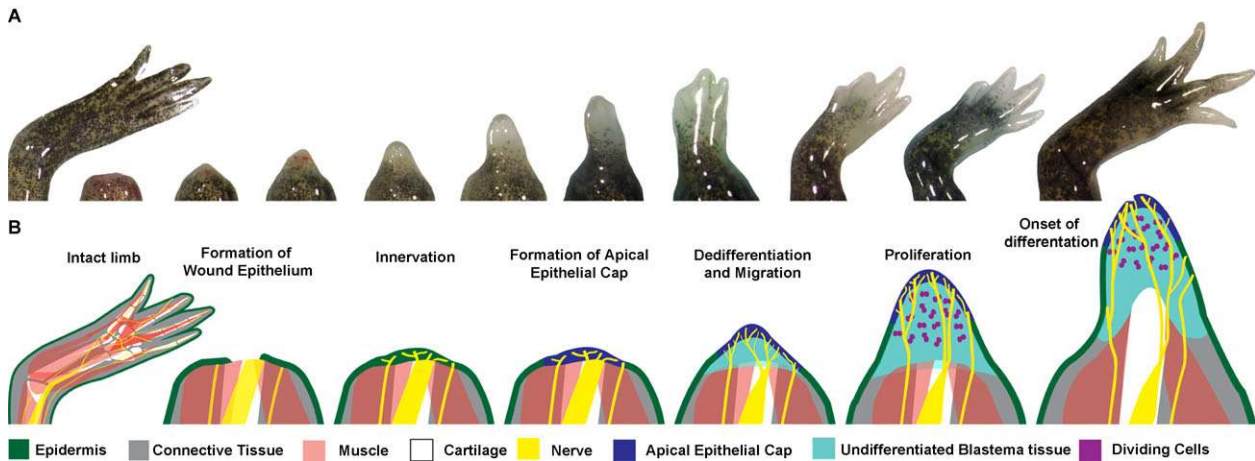 A
B
Intact limb
Formation of
Wound Epithelium
Innervation
Formation of Apical
Epithelial Cap
Dedifferentiation
and Migration
Proliferation
Onset of
differentation
Epidermis
Connective Tissue
Muscle
Cartilage
Nerve
Apical Epithelial Cap
Undifferentiated Blastema tissue
Dividing Cells